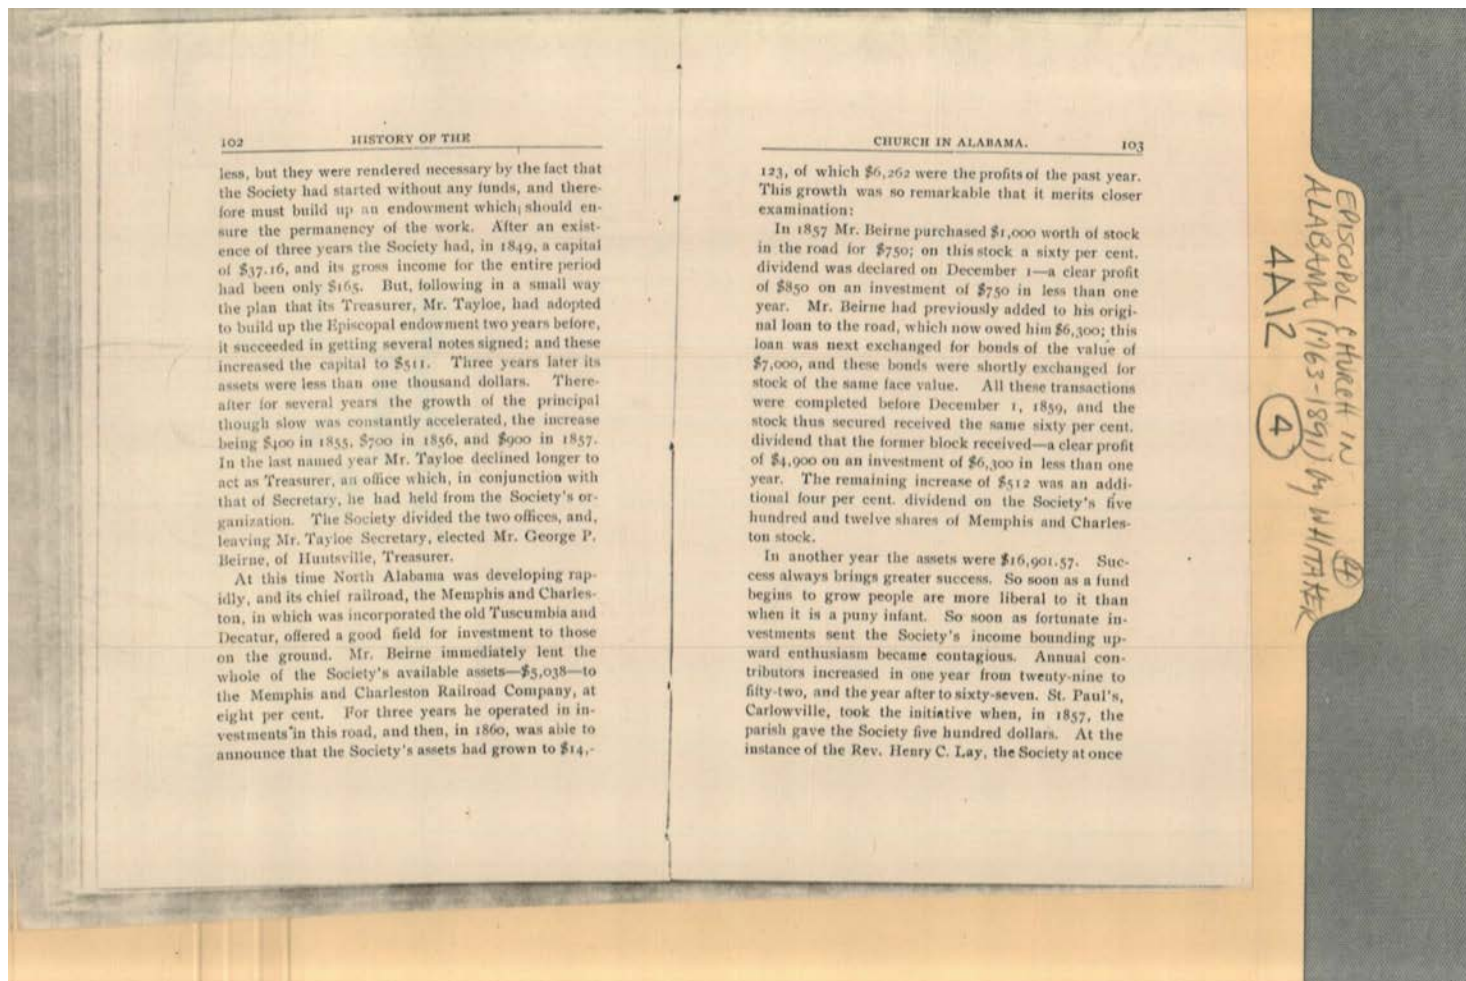 102 HISTORY OF THE
less, but they were rendered necessary by the fact that
the Society had started without any funds, and there-
fore must build up an endowment which should en-
sure the permanency of the work. After an exist-
ence of three years the Society had, in 1849, a capital
of $37.16, and its gross income for the entire period
had been only $165. But, following in a small way
the plan that its Treasurer, Mr. Tayloe, had adopted
to build up the Episcopal endowment two years before,
it succeeded in getting several notes signed; and these
increased the capital to $511. Three years later its
assets were less than one thousand dollars. There-
after for several years the growth of the principal
though slow was constantly accelerated, the increase
being $400 in 1855, $700 in 1856, and $900 in 1857.
In the last named year Mr. Tayloe declined longer to
act as Treasurer, an office which, in conjunction with
that of Secretary, he had held from the Society's or-
ganization. The Society divided the two offices, and,
leaving Mr. Tayloe Secretary, elected Mr. George P.
Beirne, of Huntsville, Treasurer.
At this time North Alabama was developing rap-
idly, and its chief railroad, the Memphis and Charles-
ton, in which was incorporated the old Tuscumbia and
Decatur, offered a good field for investment to those
on the ground. Mr. Beirne immediately lent the
whole of the Society's available assets—$5,038—to
the Memphis and Charleston Railroad Company, at
eight per cent. For three years he operated in in-
vestments in this road, and then, in 1860, was able to
announce that the Society's assets had grown to $14,-
CHURCH IN ALABAMA. 103
123, of which $6,262 were the profits of the past year.
This growth was so remarkable that it merits closer
examination:
In 1857 Mr. Beirne purchased $1,000 worth of stock
in the road for $750; on this stock a sixty per cent.
dividend was declared on December 1—a clear profit
of $850 on an investment of $750 in less than one
year. Mr. Beirne had previously added to his origi-
nal loan to the road, which now owed him $6,300; this
loan was next exchanged for bonds of the value of
$7,000, and these bonds were shortly exchanged for
stock of the same face value. All these transactions
were completed before December 1, 1859, and the
stock thus secured received the same sixty per cent.
dividend that the former block received—a clear profit
of $4,900 on an investment of $6,300 in less than one
year. The remaining increase of $512 was an addi-
tional four per cent. dividend on the Society's five
hundred and twelve shares of Memphis and Charles-
ton stock.
In another year the assets were $16,901.57. Suc-
cess always brings greater success. So soon as a fund
begins to grow people are more liberal to it than
when it is a puny infant. So soon as fortunate in-
vestments sent the Society's income bounding up-
ward enthusiasm became contagious. Annual con-
tributors increased in one year from twenty-nine to
fifty-two, and the year after to sixty-seven. St. Paul's,
Carlowville, took the initiative when, in 1857, the
parish gave the Society five hundred dollars. At the
instance of the Rev. Henry C. Lay, the Society at once
EPISCOPOL CHURCH IN
ALABAMA (1763-1891) by WHITAKER
4A12 4